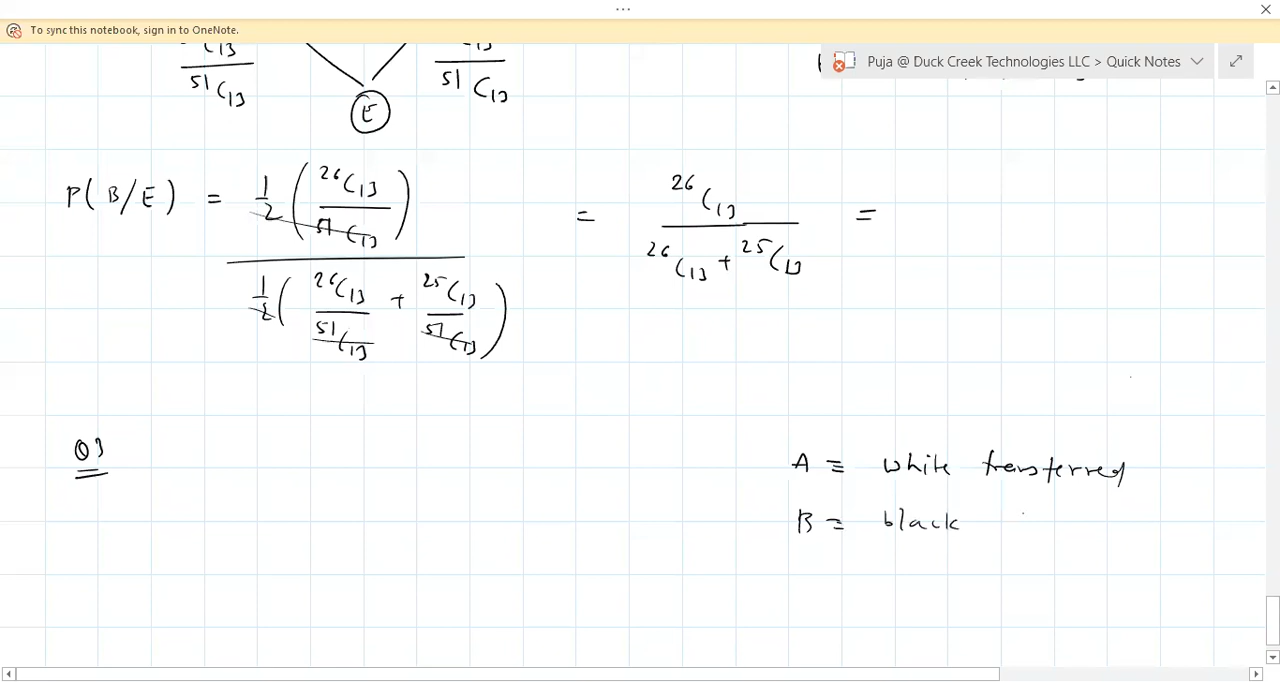 To sync this notebook, sign in to OneNote.
Puja @ Duck Creek Technologies LLC > Quick Notes
51C13
51C13
E
P(B/E) = 1/2 (26C13 / 51C13) / 1/2 (26C13 / 51C13 + 25C13 / 51C13) = 26C13 / 26C13 + 25C13 =
Q3
A ≡ white transferred
B = black